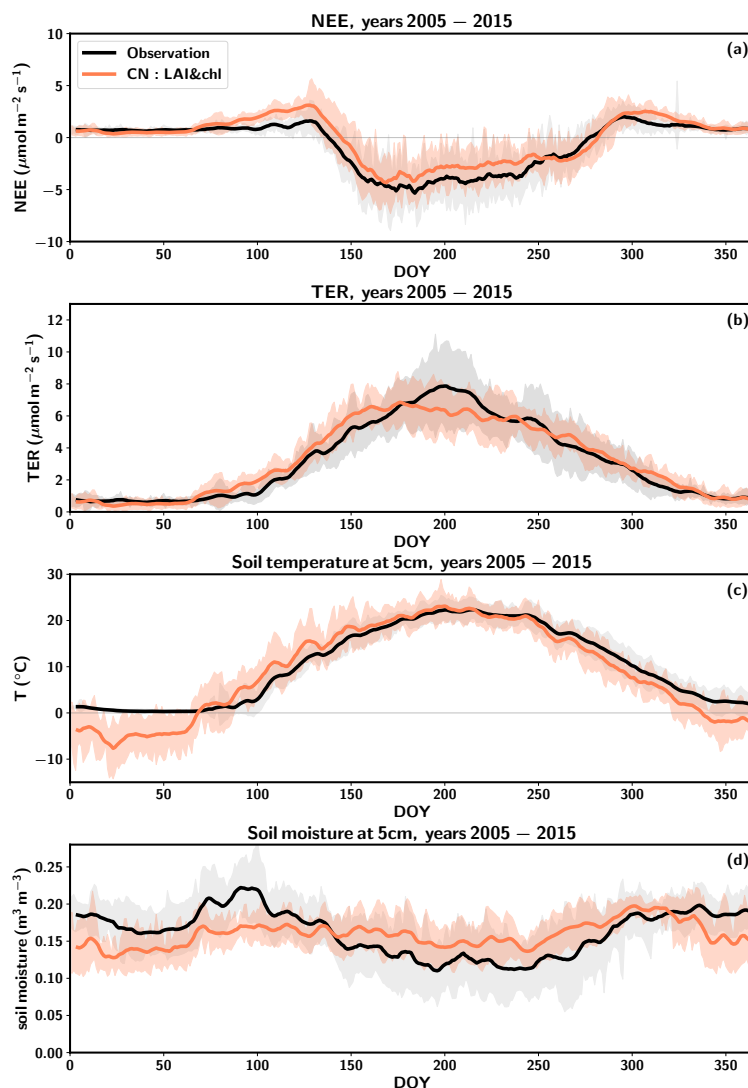 NEE, years 2005 − 2015
(a)
Observation
CN : LAI&chl
10
5
0
−5
−10
NEE (μmol m⁻² s⁻¹)
0 50 100 150 200 250 300 350
DOY
TER, years 2005 − 2015
(b)
12
10
8
6
4
2
0
TER (μmol m⁻² s⁻¹)
0 50 100 150 200 250 300 350
DOY
Soil temperature at 5cm, years 2005 − 2015
(c)
30
20
10
0
−10
T (°C)
0 50 100 150 200 250 300 350
DOY
Soil moisture at 5cm, years 2005 − 2015
(d)
0.25
0.20
0.15
0.10
0.05
0.00
soil moisture (m³ m⁻³)
0 50 100 150 200 250 300 350
DOY